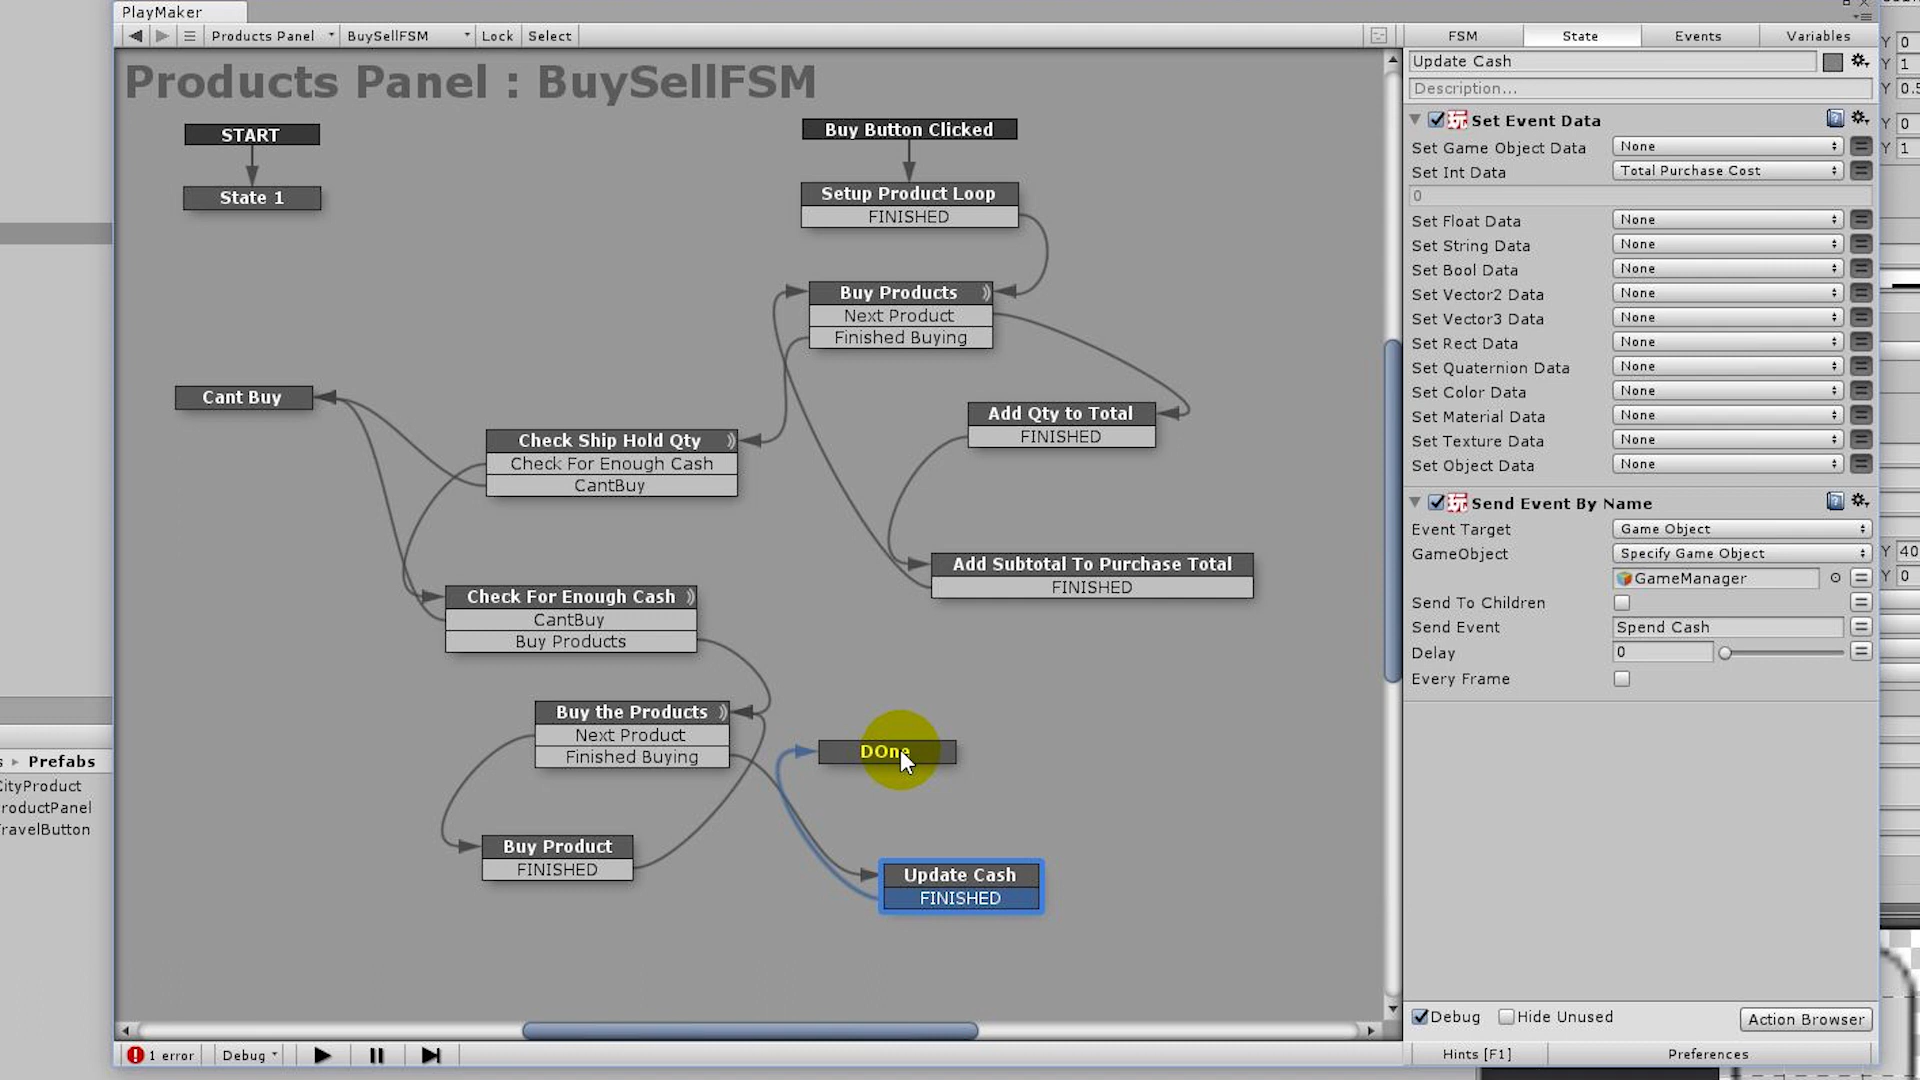 PlayMaker
Products Panel BuySellFSM Lock Select
FSM State Events Variables
Products Panel : BuySellFSM
START
State 1
Buy Button Clicked
Setup Product Loop
FINISHED
Buy Products
Next Product
Finished Buying
Cant Buy
Check Ship Hold Qty
Check For Enough Cash
CantBuy
Add Qty to Total
FINISHED
Add Subtotal To Purchase Total
FINISHED
Check For Enough Cash
CantBuy
Buy Products
Buy the Products
Next Product
Finished Buying
DOne
Buy Product
FINISHED
Update Cash
FINISHED
Update Cash
Description...
Set Event Data
Set Game Object Data None
Set Int Data Total Purchase Cost
0
Set Float Data None
Set String Data None
Set Bool Data None
Set Vector2 Data None
Set Vector3 Data None
Set Rect Data None
Set Quaternion Data None
Set Color Data None
Set Material Data None
Set Texture Data None
Set Object Data None
Send Event By Name
Event Target Game Object
GameObject Specify Game Object
GameManager
Send To Children
Send Event Spend Cash
Delay 0
Every Frame
Debug Hide Unused Action Browser
Hints [F1] Preferences
1 error Debug
s Prefabs
CityProduct
roductPanel
TravelButton
Y 0
Y 1
Y 0.5
Y 0
Y 1
Y 40
Y 0